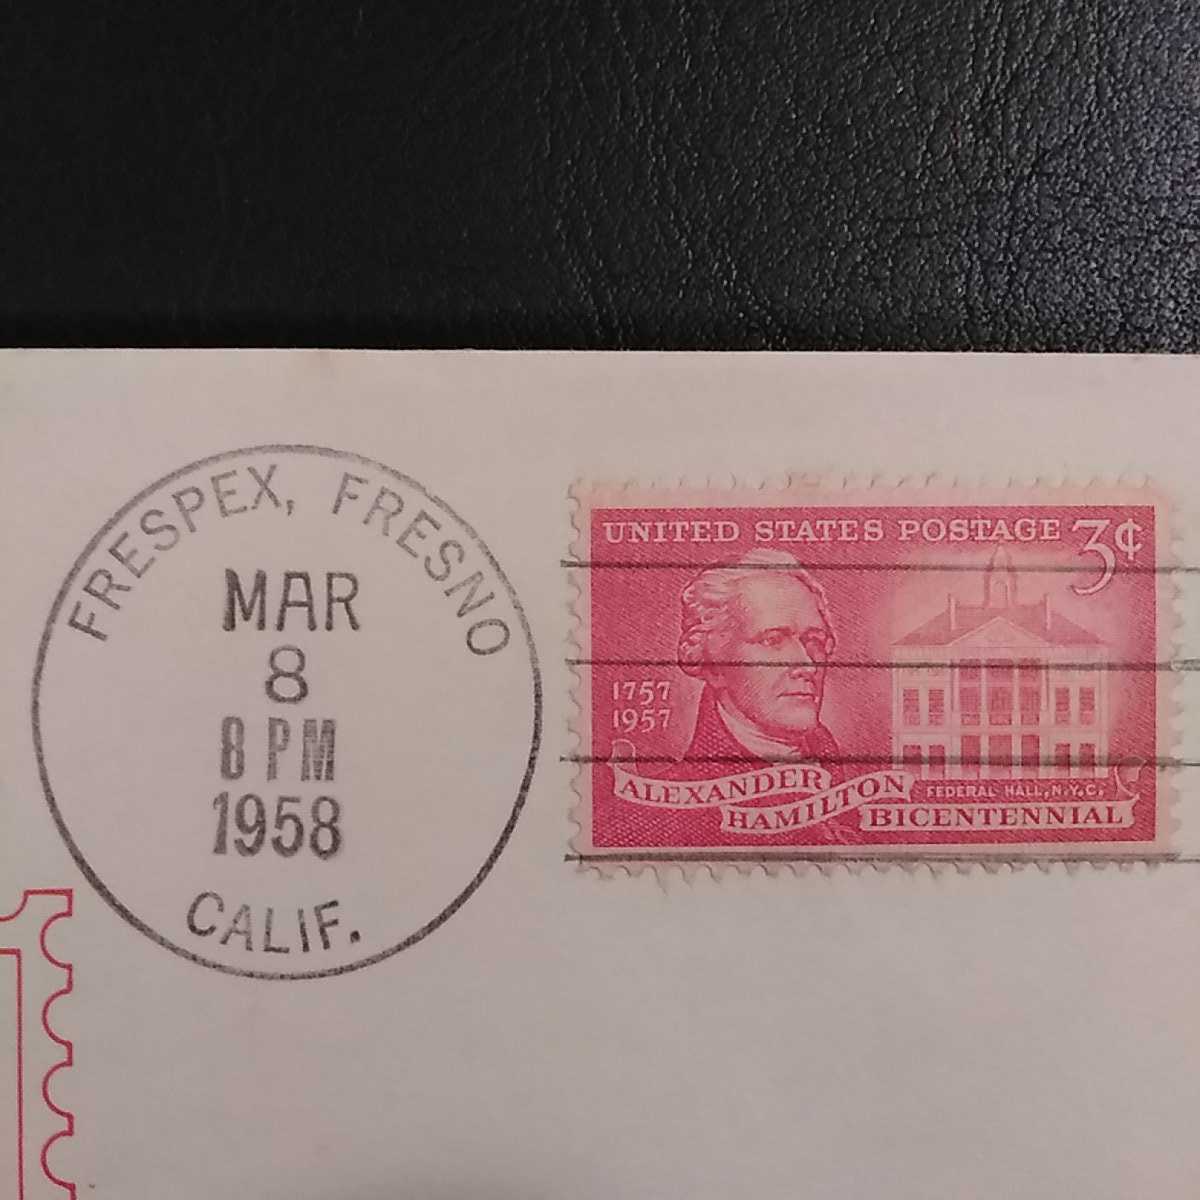 FRESPEX, FRESNO
MAR
8
8 PM
1958
CALIF.
UNITED STATES POSTAGE 3¢
1757
1957
ALEXANDER
HAMILTON
BICENTENNIAL
FEDERAL HALL, N.Y.C.